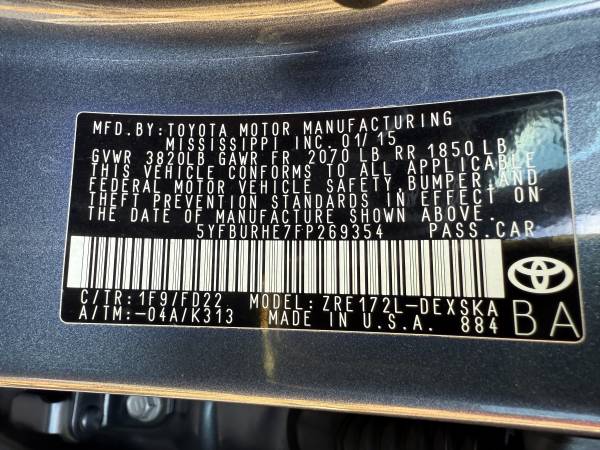 MFD.BY:TOYOTA MOTOR MANUFACTURING
MISSISSIPPI INC. 01/15
GVWR 3820LB GAWR FR 2070 LB RR 1850 LB
THIS VEHICLE CONFORMS TO ALL APPLICABLE
FEDERAL MOTOR VEHICLE SAFETY,BUMPER,AND
THEFT PREVENTION STANDARDS IN EFFECT ON
THE DATE OF MANUFACTURE SHOWN ABOVE.
5YFBURHE7FP269354 PASS.CAR
C/TR:1F9/FD22 MODEL:ZRE172L-DEXSKA
A/TM:-04A/K313 MADE IN U.S.A. 884
BA